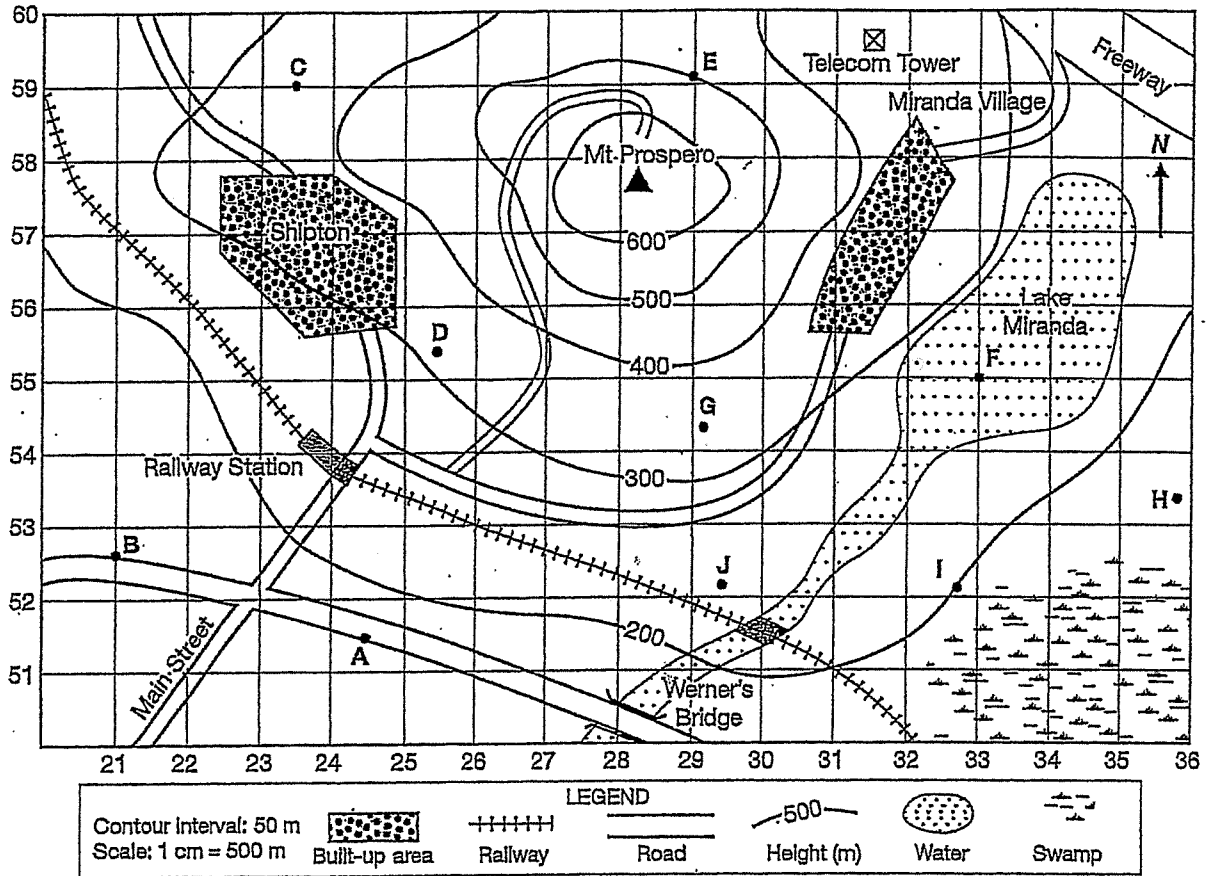 60
59
58
57
56
55
54
53
52
51
C
E
Telecom Tower
Freeway
Miranda Village
N
Mt Prospero
Shipton
600
500
400
Lake
Miranda
D
F
G
Railway Station
300
H
B
J
I
200
Main Street
A
Werner's
Bridge
21 22 23 24 25 26 27 28 29 30 31 32 33 34 35 36
LEGEND
Contour interval: 50 m
Scale: 1 cm = 500 m
Built-up area
Railway
Road
500
Height (m)
Water
Swamp